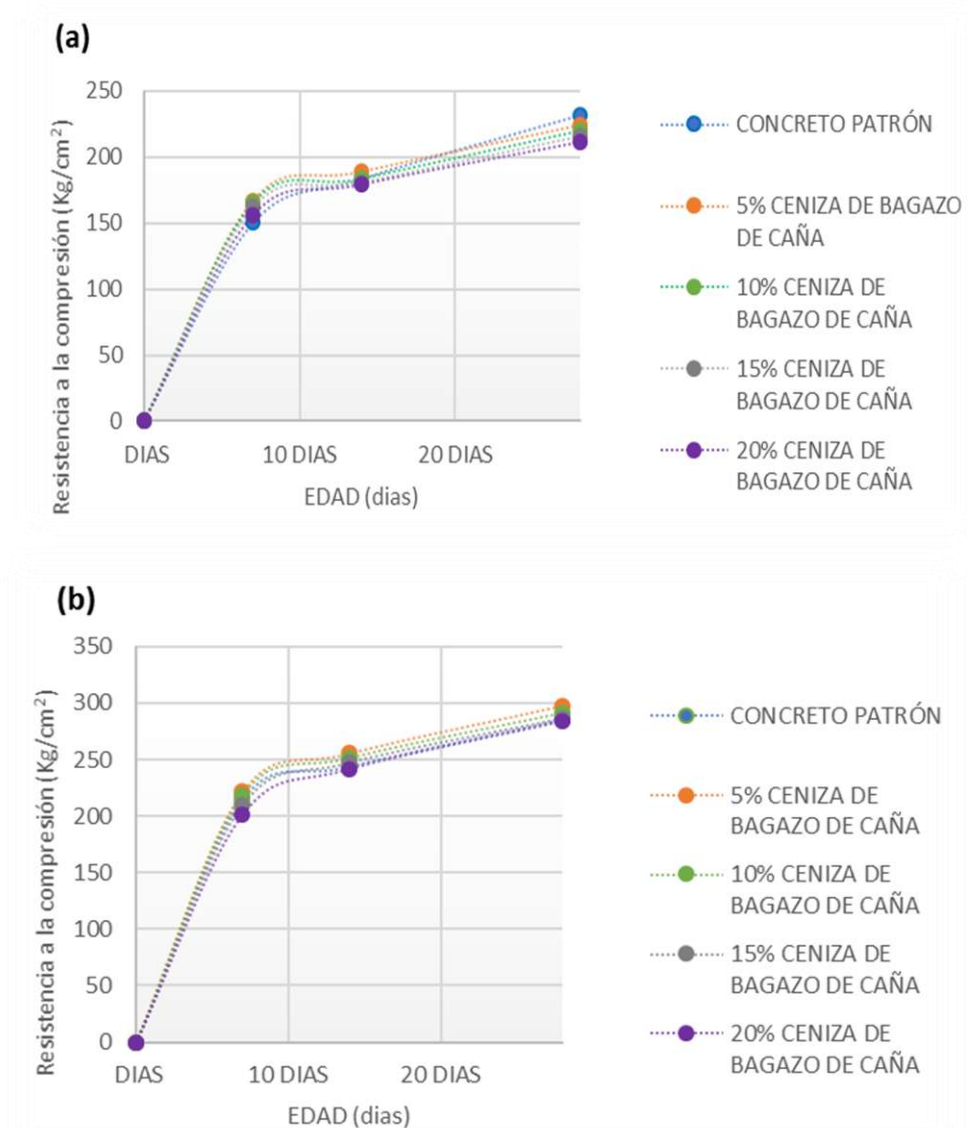 (a)
Resistencia a la compresión (Kg/cm²)
250
200
150
100
50
0
DIAS
10 DIAS
20 DIAS
EDAD (dias)
CONCRETO PATRÓN
5% CENIZA DE BAGAZO
DE CAÑA
10% CENIZA DE
BAGAZO DE CAÑA
15% CENIZA DE
BAGAZO DE CAÑA
20% CENIZA DE
BAGAZO DE CAÑA
(b)
Resistencia a la compresión (Kg/cm²)
350
300
250
200
150
100
50
0
DIAS
10 DIAS
20 DIAS
EDAD (dias)
CONCRETO PATRÓN
5% CENIZA DE
BAGAZO DE CAÑA
10% CENIZA DE
BAGAZO DE CAÑA
15% CENIZA DE
BAGAZO DE CAÑA
20% CENIZA DE
BAGAZO DE CAÑA